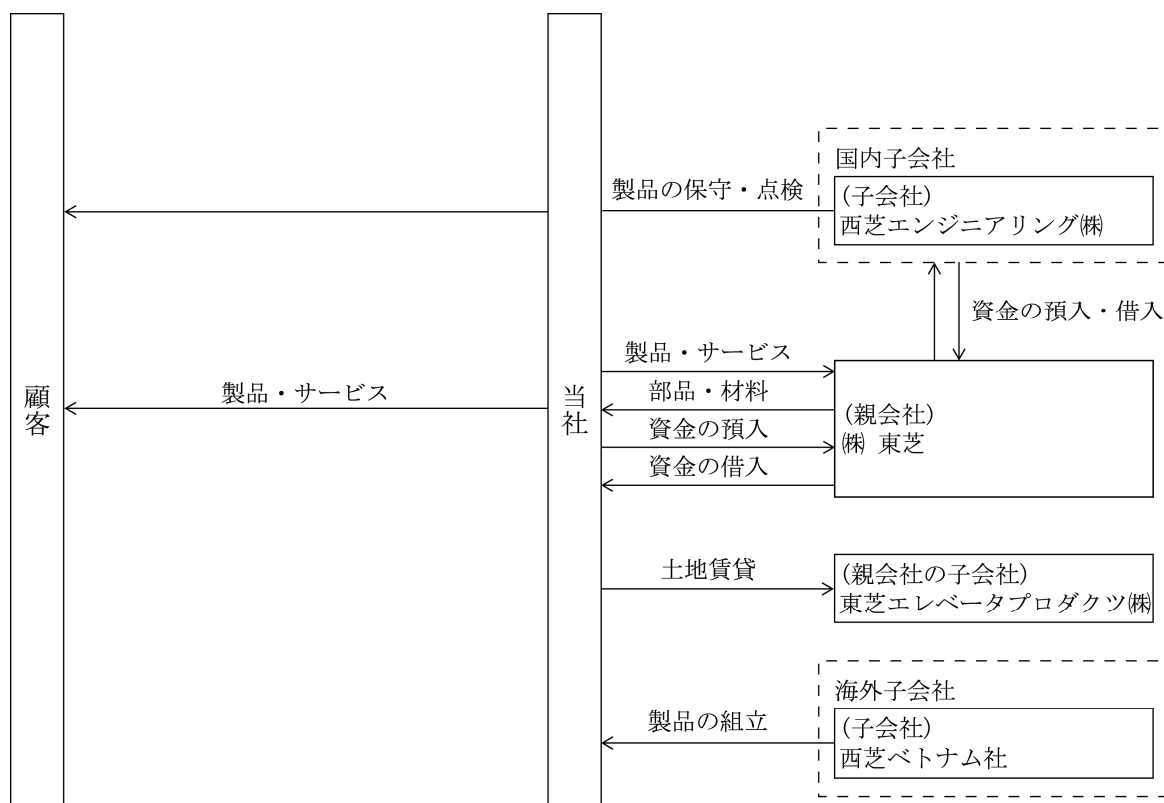 国内子会社
製品の保守・点検
(子会社)
西芝エンジニアリング㈱
資金の預入・借入
製品・サービス
部品・材料
顧客
製品・サービス
当社
(親会社)
㈱ 東芝
資金の預入
資金の借入
土地賃貸
(親会社の子会社)
東芝エレベータプロダクツ㈱
海外子会社
製品の組立
(子会社)
西芝ベトナム社